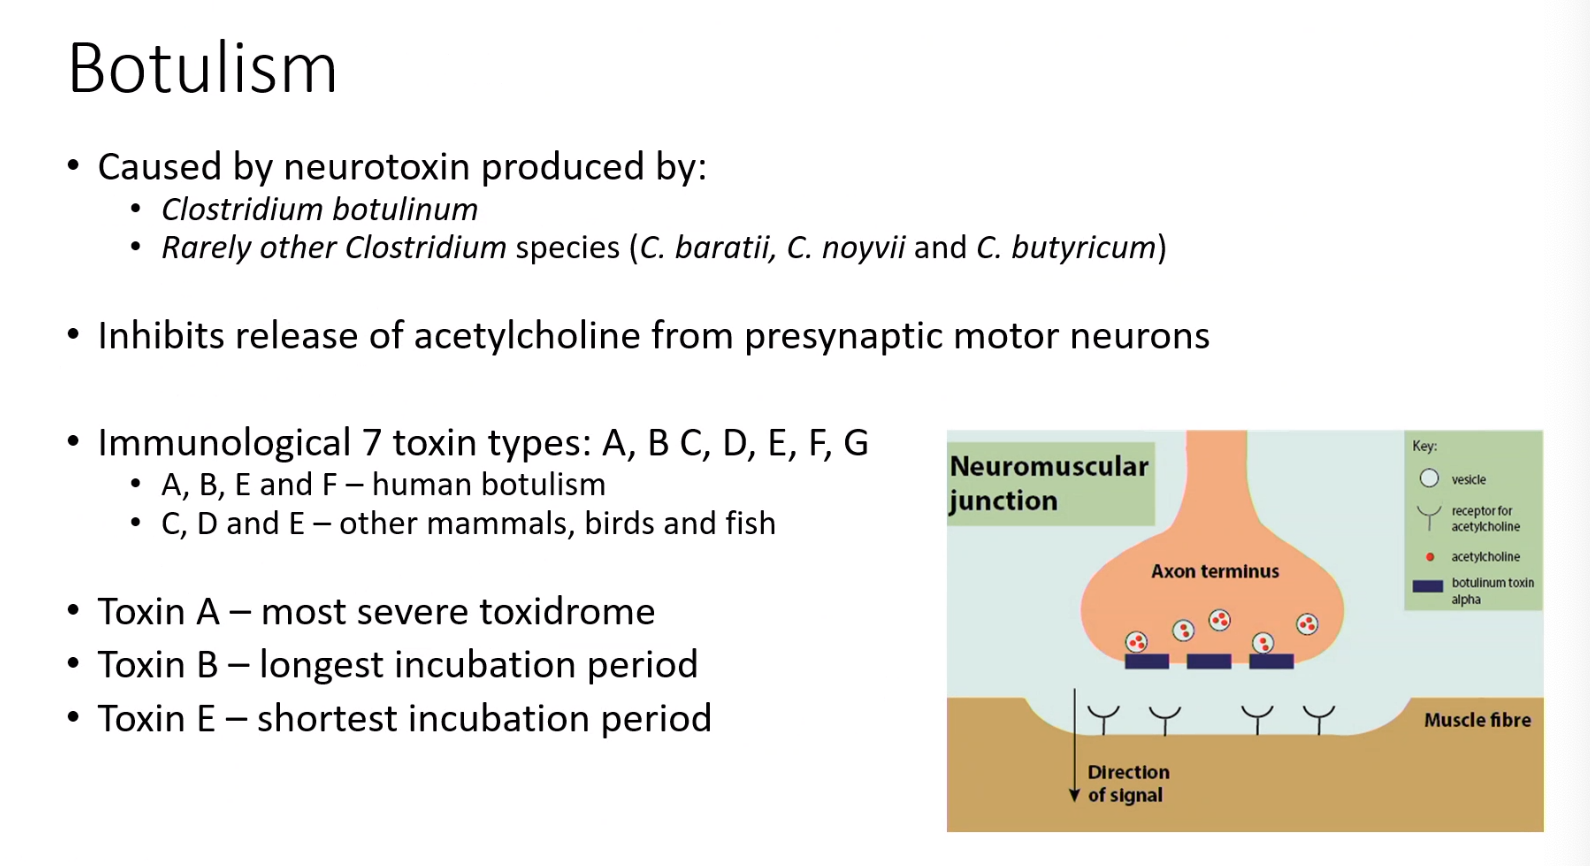 Botulism
• Caused by neurotoxin produced by:
• Clostridium botulinum
• Rarely other Clostridium species (C. baratii, C. noyvii and C. butyricum)
• Inhibits release of acetylcholine from presynaptic motor neurons
• Immunological 7 toxin types: A, B C, D, E, F, G
• A, B, E and F – human botulism
• C, D and E – other mammals, birds and fish
• Toxin A – most severe toxidrome
• Toxin B – longest incubation period
• Toxin E – shortest incubation period
Neuromuscular
junction
Axon terminus
Key:
vesicle
receptor for
acetylcholine
acetylcholine
botulinum toxin
alpha
Muscle fibre
Direction
of signal